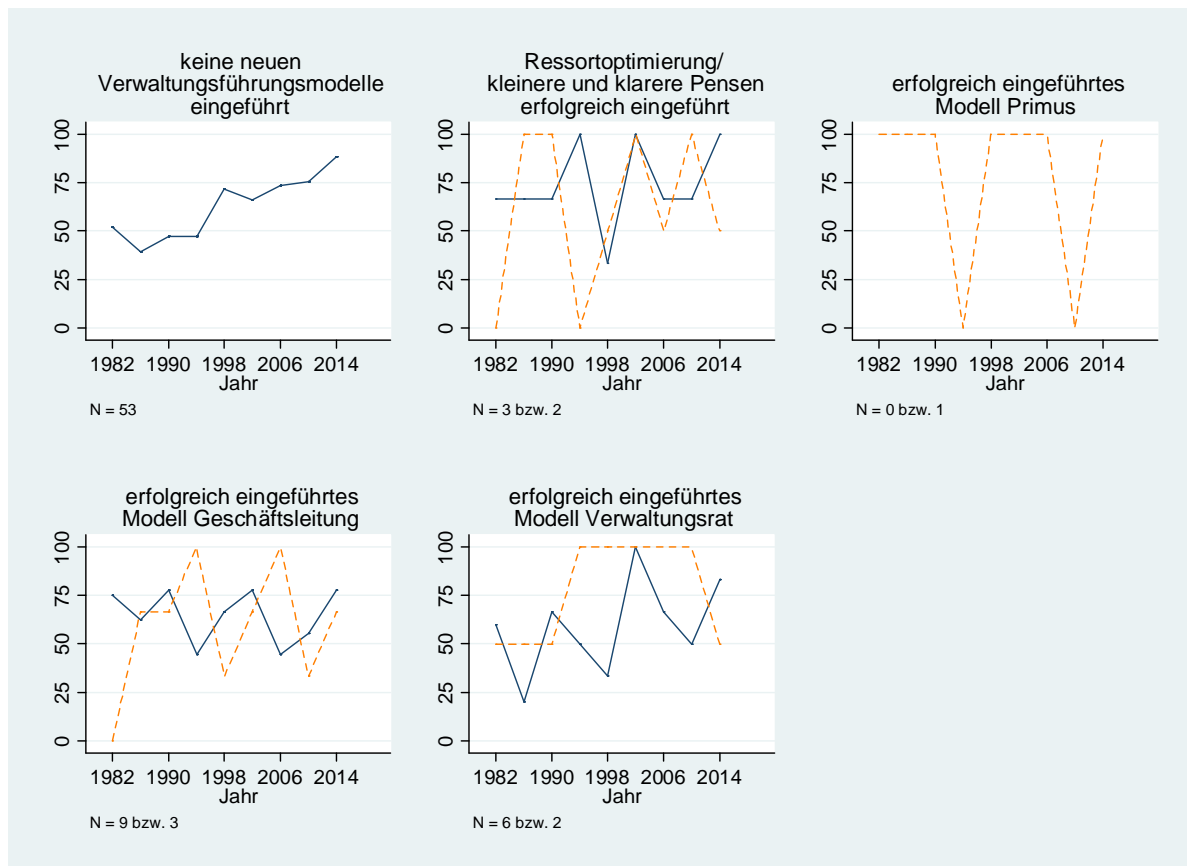 keine neuen
Verwaltungsführungsmodelle
eingeführt
100
75
50
25
0
1982 1990 1998 2006 2014
Jahr
N = 53
Ressortoptimierung/
kleinere und klarere Pensen
erfolgreich eingeführt
100
75
50
25
0
1982 1990 1998 2006 2014
Jahr
N = 3 bzw. 2
erfolgreich eingeführtes
Modell Primus
100
75
50
25
0
1982 1990 1998 2006 2014
Jahr
N = 0 bzw. 1
erfolgreich eingeführtes
Modell Geschäftsleitung
100
75
50
25
0
1982 1990 1998 2006 2014
Jahr
N = 9 bzw. 3
erfolgreich eingeführtes
Modell Verwaltungsrat
100
75
50
25
0
1982 1990 1998 2006 2014
Jahr
N = 6 bzw. 2